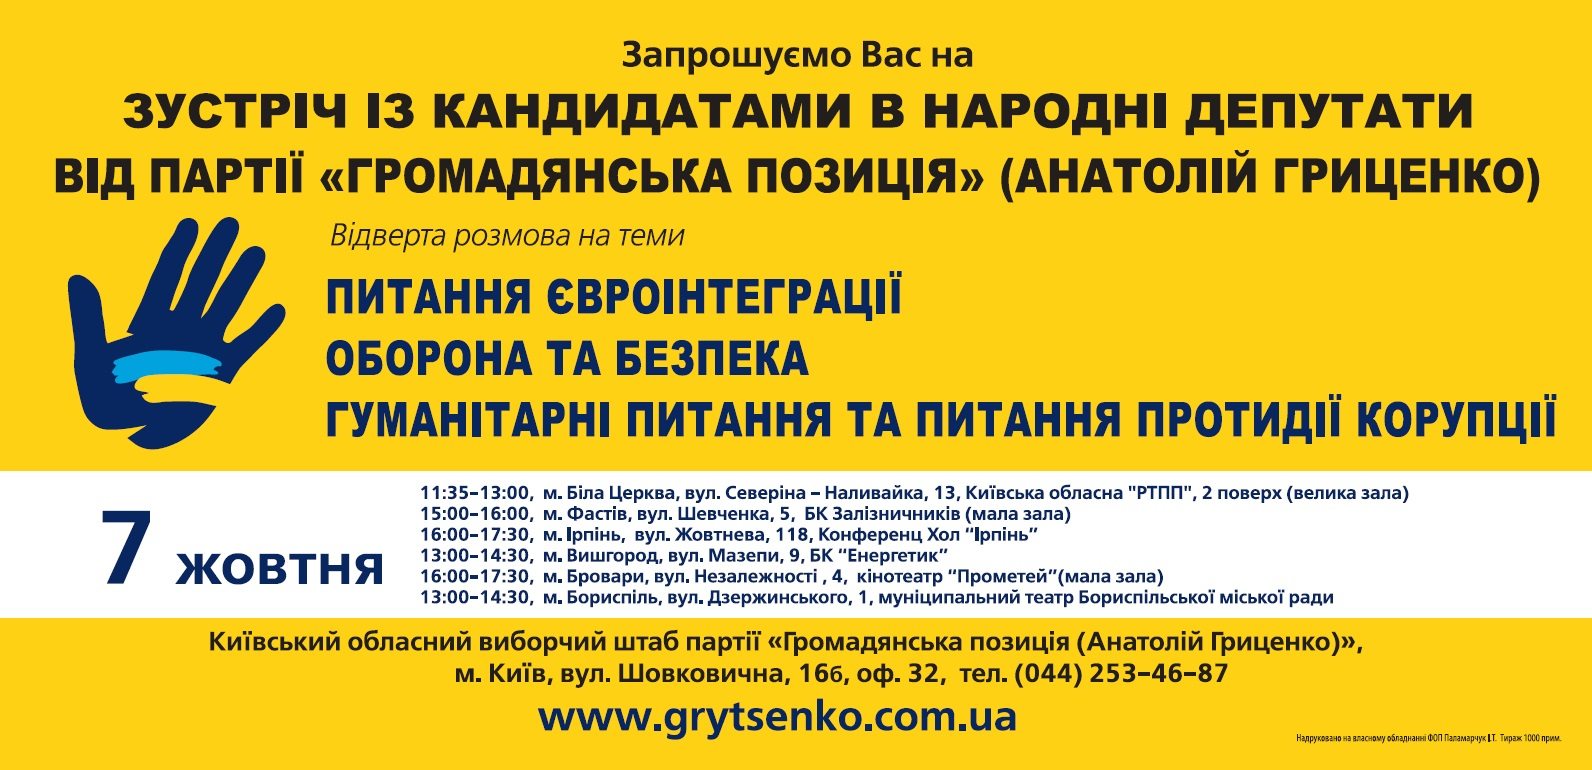 Запрошуємо Вас на
ЗУСТРІЧ ІЗ КАНДИДАТАМИ В НАРОДНІ ДЕПУТАТИ
ВІД ПАРТІЇ «ГРОМАДЯНСЬКА ПОЗИЦІЯ» (АНАТОЛІЙ ГРИЦЕНКО)
Відверта розмова на теми
ПИТАННЯ ЄВРОІНТЕГРАЦІЇ
ОБОРОНА ТА БЕЗПЕКА
ГУМАНІТАРНІ ПИТАННЯ ТА ПИТАННЯ ПРОТИДІЇ КОРУПЦІЇ
7 жовтня
11:35–13:00, м. Біла Церква, вул. Северіна – Наливайка, 13, Київська обласна "РТПП", 2 поверх (велика зала)
15:00–16:00, м. Фастів, вул. Шевченка, 5, БК Залізничників (мала зала)
16:00–17:30, м. Ірпінь, вул. Жовтнева, 118, Конференц Хол “Ірпінь”
13:00–14:30, м. Вишгород, вул. Мазепи, 9, БК “Енергетик”
16:00–17:30, м. Бровари, вул. Незалежності , 4, кінотеатр “Прометей”(мала зала)
13:00–14:30, м. Бориспіль, вул. Дзержинського, 1, муніципальний театр Бориспільської міської ради
Київський обласний виборчий штаб партії «Громадянська позиція (Анатолій Гриценко)»,
м. Київ, вул. Шовковична, 16б, оф. 32, тел. (044) 253–46–87
www.grytsenko.com.ua
Надруковано на власному обладнанні ФОП Паламарчук І.Т. Тираж 1000 прим.